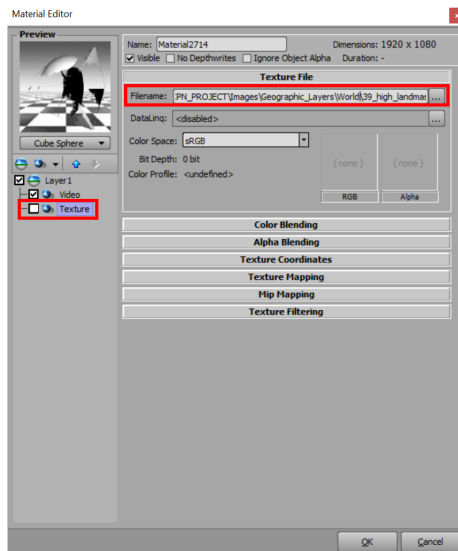 Material Editor
x
Preview
Cube Sphere
Layer1
Video
Texture
Name: Material2714
Dimensions: 1920 x 1080
Visible No Depthwrites Ignore Object Alpha Duration: -
Texture File
Filename: PN_PROJECT\Images\Geographic_Layers\World\39_high_landmas ...
DataLinq: <disabled> ...
Color Space: sRGB
Bit Depth: 0 bit
Color Profile: <undefined>
(none) (none)
RGB Alpha
Color Blending
Alpha Blending
Texture Coordinates
Texture Mapping
Mip Mapping
Texture Filtering
OK Cancel